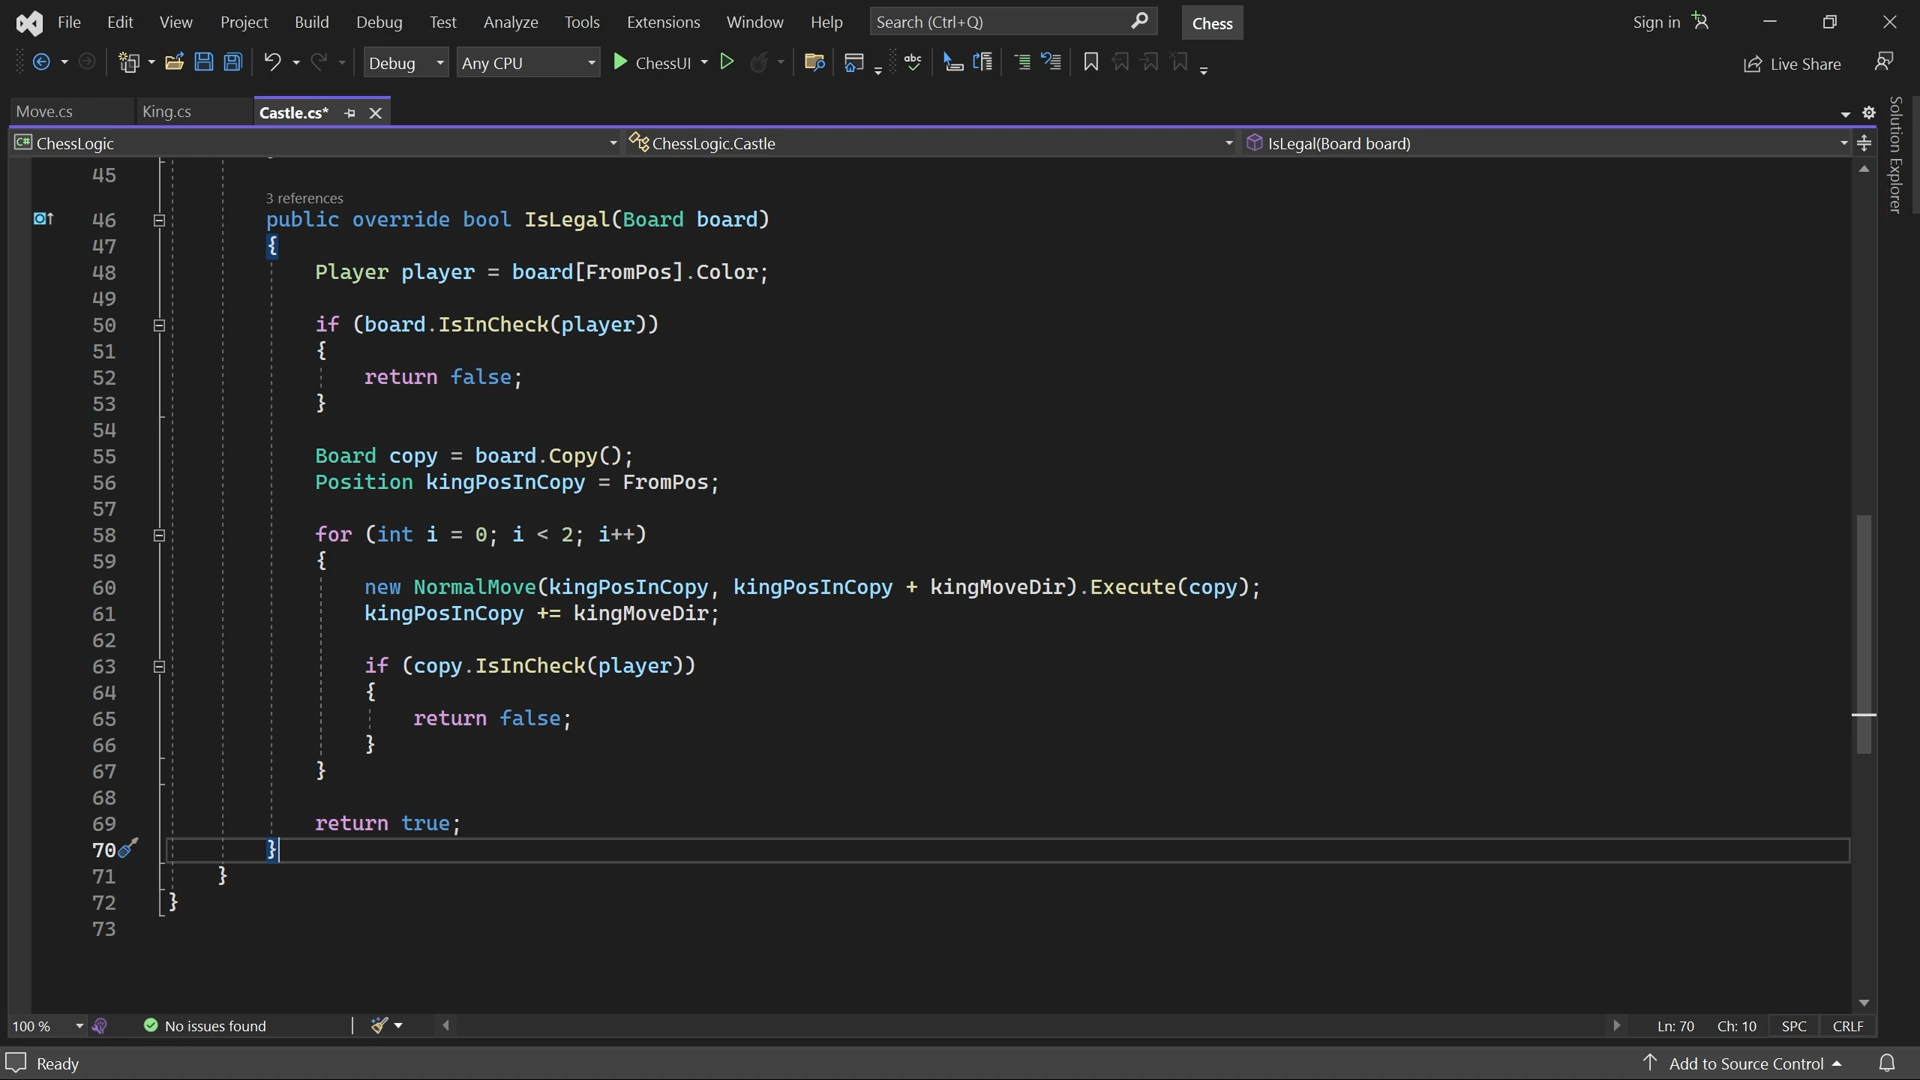 File Edit View Project Build Debug Test Analyze Tools Extensions Window Help Search (Ctrl+Q) Chess Sign in
Debug Any CPU ChessUI Live Share
Move.cs King.cs Castle.cs*
Solution Explorer
C# ChessLogic ChessLogic.Castle IsLegal(Board board)
45
3 references
46 public override bool IsLegal(Board board)
47 {
48 Player player = board[FromPos].Color;
49
50 if (board.IsInCheck(player))
51 {
52 return false;
53 }
54
55 Board copy = board.Copy();
56 Position kingPosInCopy = FromPos;
57
58 for (int i = 0; i < 2; i++)
59 {
60 new NormalMove(kingPosInCopy, kingPosInCopy + kingMoveDir).Execute(copy);
61 kingPosInCopy += kingMoveDir;
62
63 if (copy.IsInCheck(player))
64 {
65 return false;
66 }
67 }
68
69 return true;
70 }
71 }
72 }
73
100 % No issues found Ln: 70 Ch: 10 SPC CRLF
Ready Add to Source Control